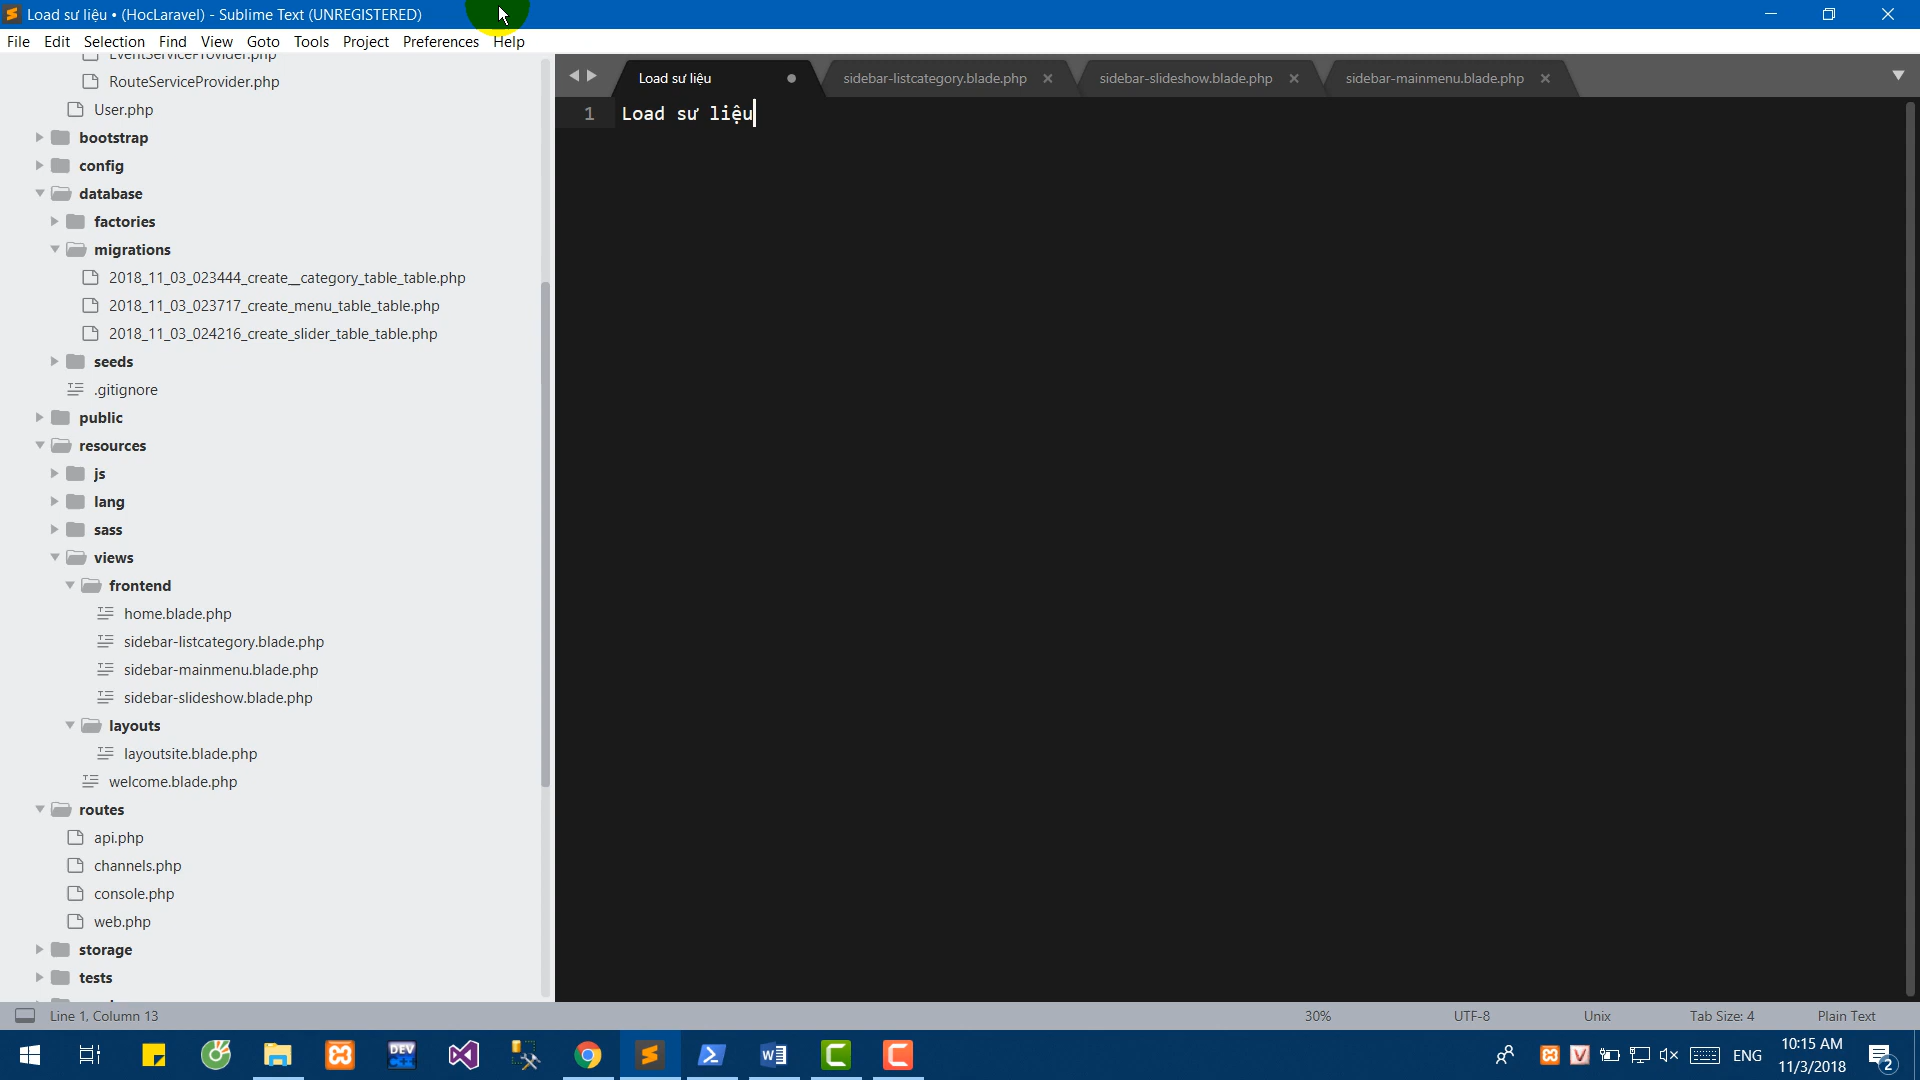 Load sư liệu • (HocLaravel) - Sublime Text (UNREGISTERED)
File Edit Selection Find View Goto Tools Project Preferences Help
EventServiceProvider.php
RouteServiceProvider.php
User.php
bootstrap
config
database
factories
migrations
2018_11_03_023444_create__category_table_table.php
2018_11_03_023717_create_menu_table_table.php
2018_11_03_024216_create_slider_table_table.php
seeds
.gitignore
public
resources
js
lang
sass
views
frontend
home.blade.php
sidebar-listcategory.blade.php
sidebar-mainmenu.blade.php
sidebar-slideshow.blade.php
layouts
layoutsite.blade.php
welcome.blade.php
routes
api.php
channels.php
console.php
web.php
storage
tests
Load sư liệu sidebar-listcategory.blade.php sidebar-slideshow.blade.php sidebar-mainmenu.blade.php
1 Load sư liệu
Line 1, Column 13 30% UTF-8 Unix Tab Size: 4 Plain Text
DEV C++ ENG 10:15 AM
11/3/2018 2